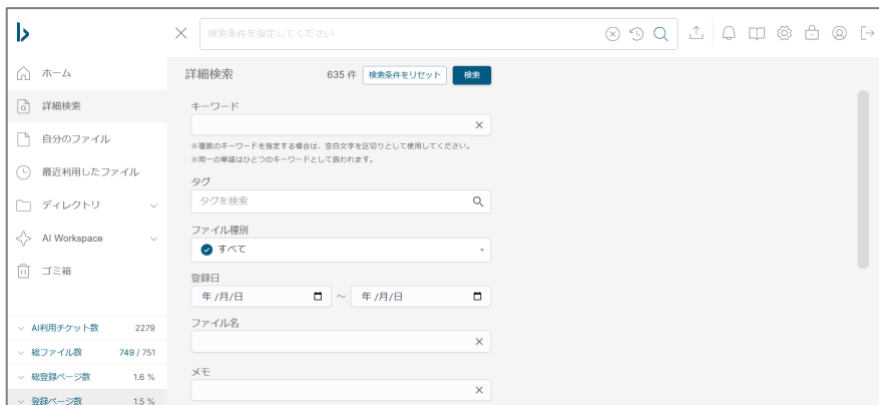 検索条件を指定してください
ホーム
詳細検索
自分のファイル
最近利用したファイル
ディレクトリ
AI Workspace
ゴミ箱
AI利用チケット数 2279
総ファイル数 749 / 751
総登録ページ数 1.6 %
登録ページ数 1.5 %
詳細検索 635 件 検索条件をリセット 検索
キーワード
※複数のキーワードを指定する場合は、空白文字を区切りとして使用してください。
※同一の単語はひとつのキーワードとして扱われます。
タグ
タグを検索
ファイル種別
すべて
登録日
年 /月/日 ～ 年 /月/日
ファイル名
メモ